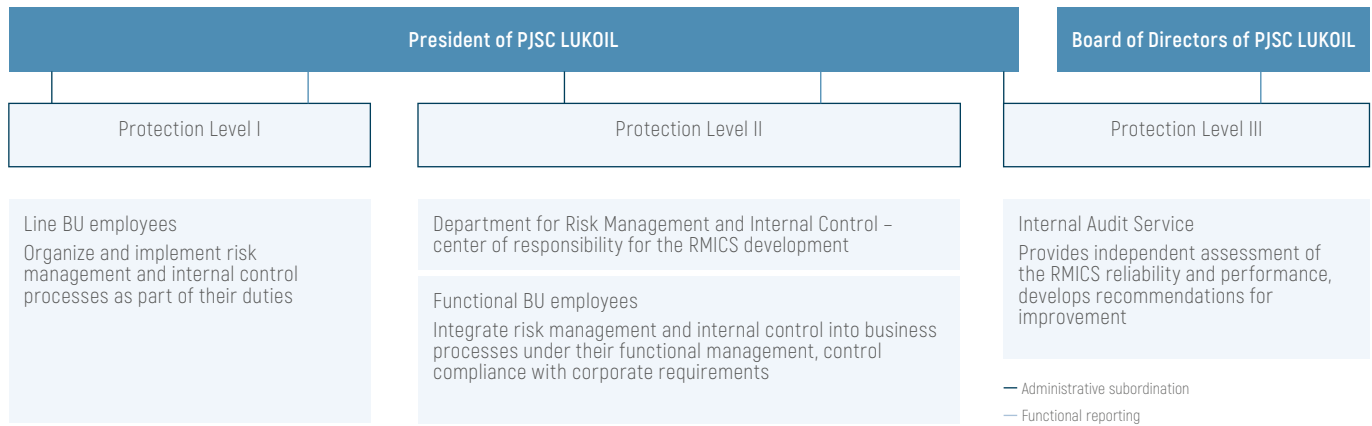 President of PJSC LUKOIL
Board of Directors of PJSC LUKOIL
Protection Level I
Protection Level II
Protection Level III
Line BU employees
Organize and implement risk
management and internal control
processes as part of their duties
Department for Risk Management and Internal Control –
center of responsibility for the RMICS development
Functional BU employees
Integrate risk management and internal control into business
processes under their functional management, control
compliance with corporate requirements
Internal Audit Service
Provides independent assessment of
the RMICS reliability and performance,
develops recommendations for
improvement
Administrative subordination
Functional reporting